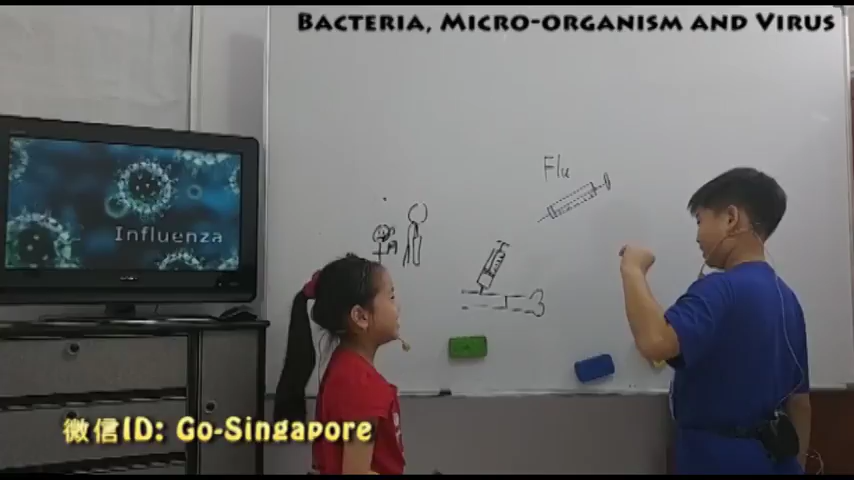 BACTERIA, MICRO-ORGANISM AND VIRUS
Flu
Influenza
微信ID: Go-Singapore